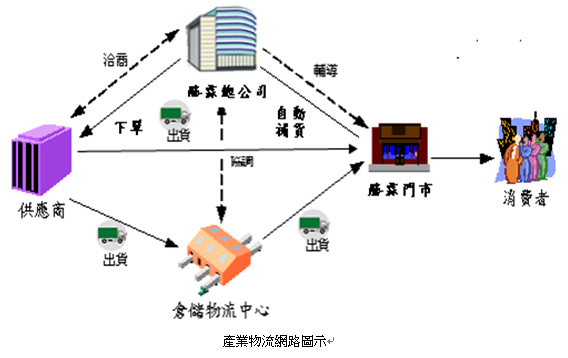 洽商
輔導
勝霖總公司
下單
出貨
自動
補貨
供應商
協調
勝霖門市
消費者
出貨
出貨
倉儲物流中心
產業物流網路圖示